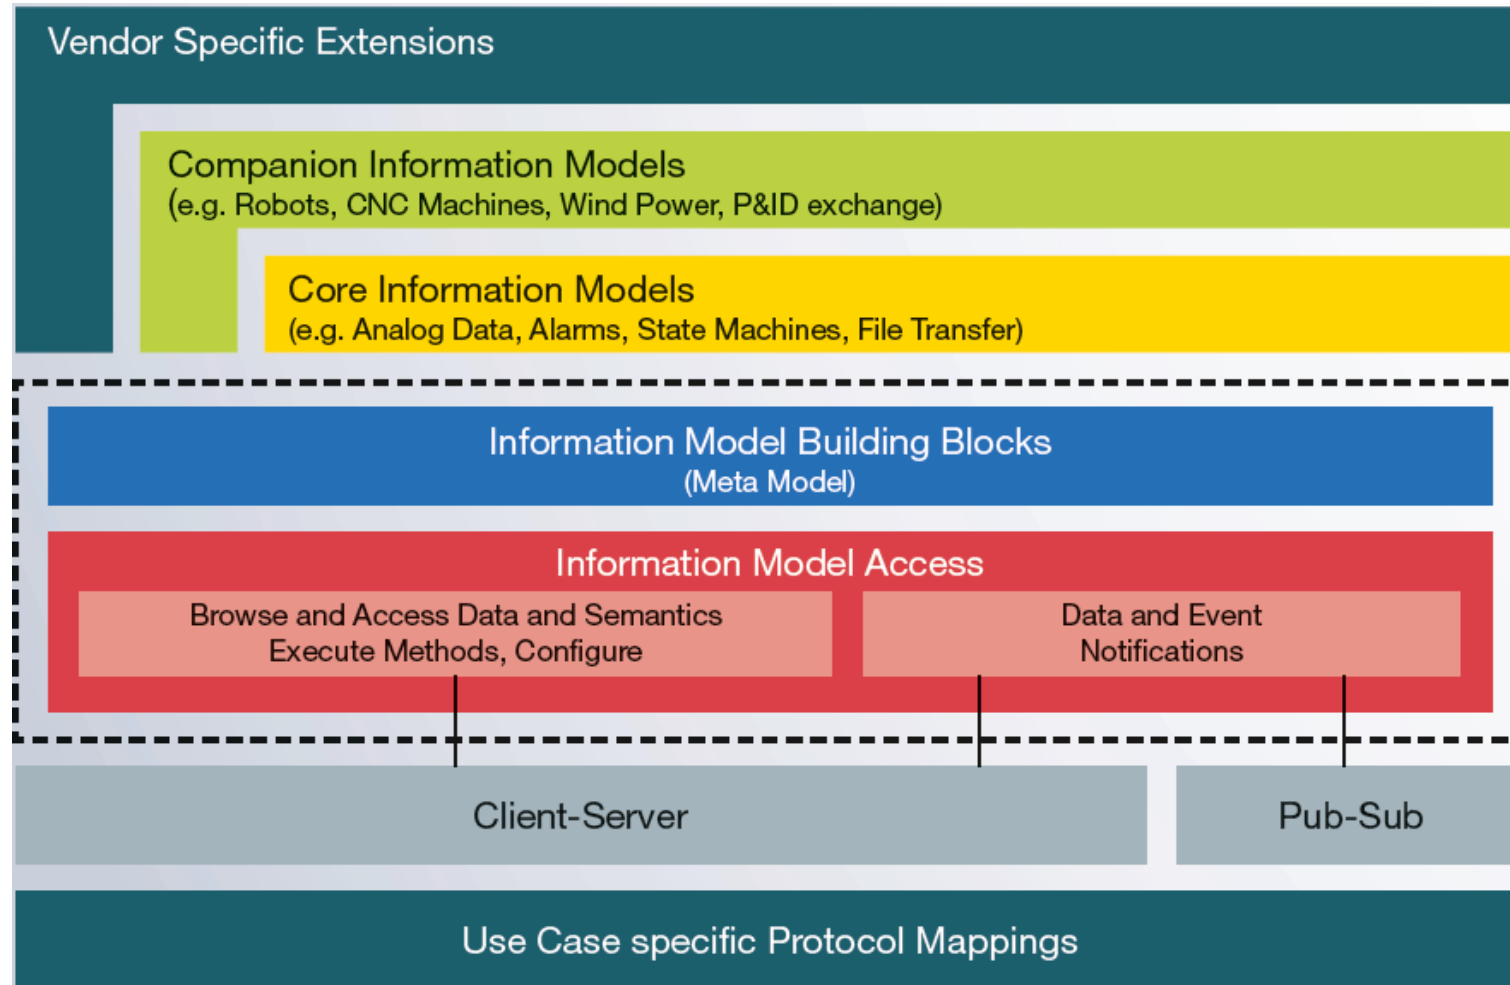 Vendor Specific Extensions
Companion Information Models
(e.g. Robots, CNC Machines, Wind Power, P&ID exchange)
Core Information Models
(e.g. Analog Data, Alarms, State Machines, File Transfer)
Information Model Building Blocks
(Meta Model)
Information Model Access
Browse and Access Data and Semantics
Execute Methods, Configure
Data and Event
Notifications
Client-Server
Pub-Sub
Use Case specific Protocol Mappings